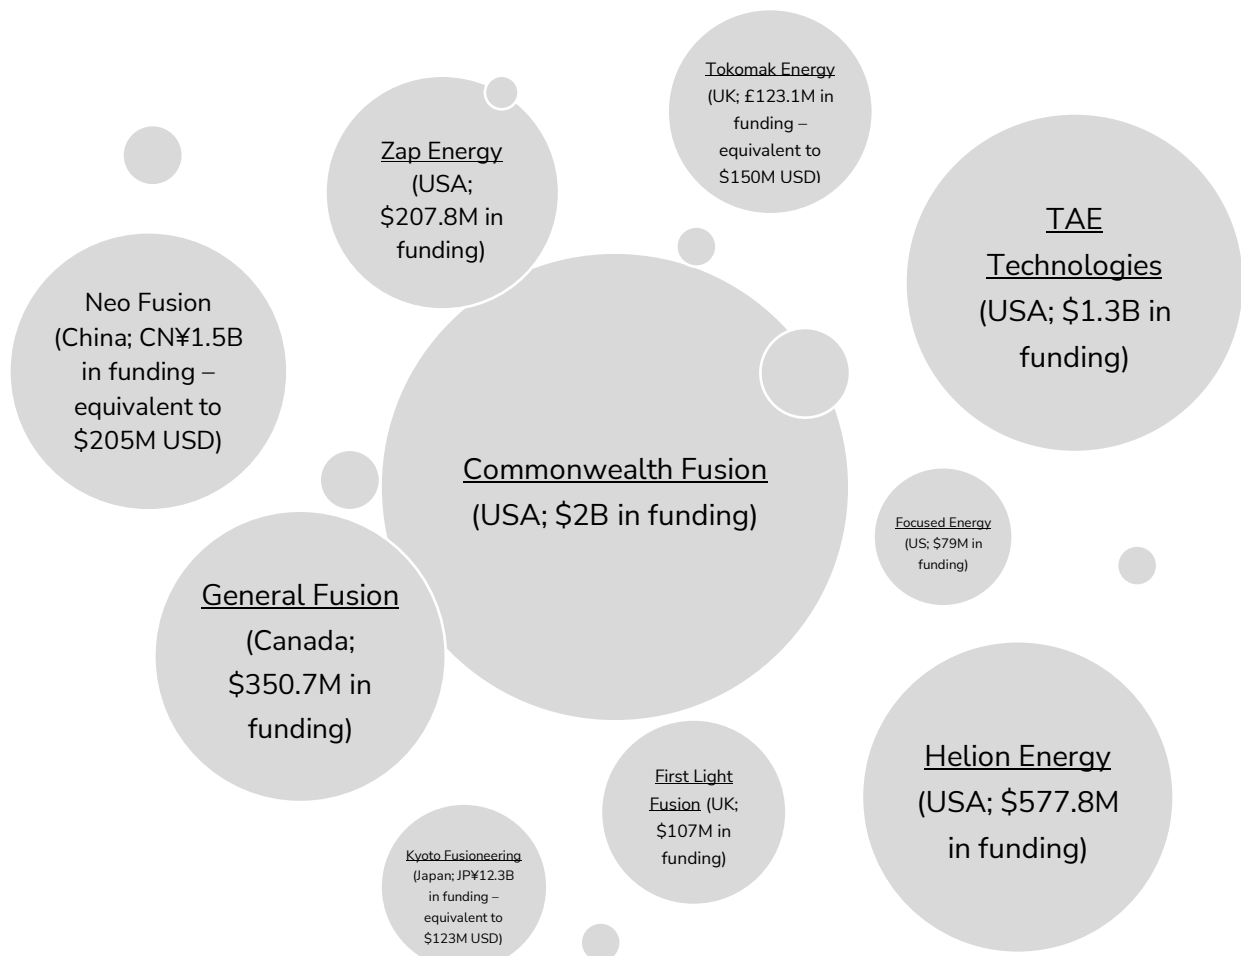 Tokomak Energy
(UK; £123.1M in
funding –
equivalent to
$150M USD)
Zap Energy
(USA;
$207.8M in
funding)
TAE
Technologies
(USA; $1.3B in
funding)
Neo Fusion
(China; CN¥1.5B
in funding –
equivalent to
$205M USD)
Commonwealth Fusion
(USA; $2B in funding)
Focused Energy
(US; $79M in
funding)
General Fusion
(Canada;
$350.7M in
funding)
Helion Energy
(USA; $577.8M
in funding)
First Light
Fusion (UK;
$107M in
funding)
Kyoto Fusioneering
(Japan; JP¥12.3B
in funding –
equivalent to
$123M USD)